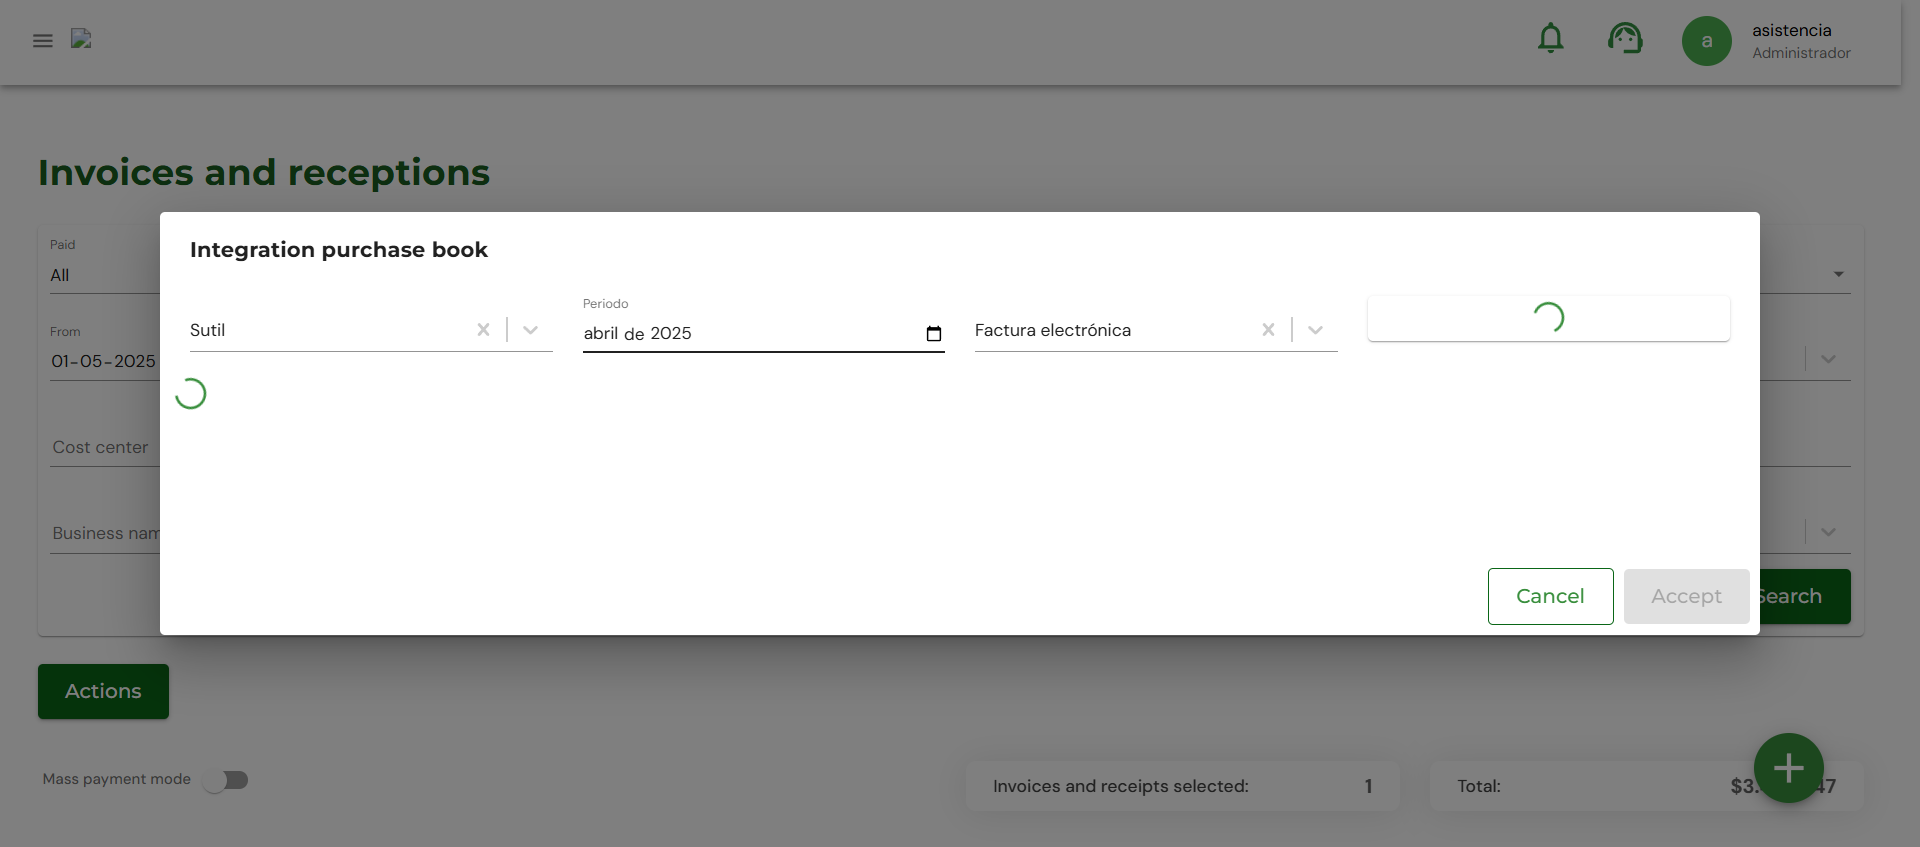 a
asistencia
Administrador
Invoices and receptions
Paid
All
From
01-05-2025
Cost center
Business nam
Integration purchase book
Sutil
Periodo
abril de 2025
Factura electrónica
Cancel
Accept
Search
Actions
Mass payment mode
Invoices and receipts selected: 1
Total: $3. 47